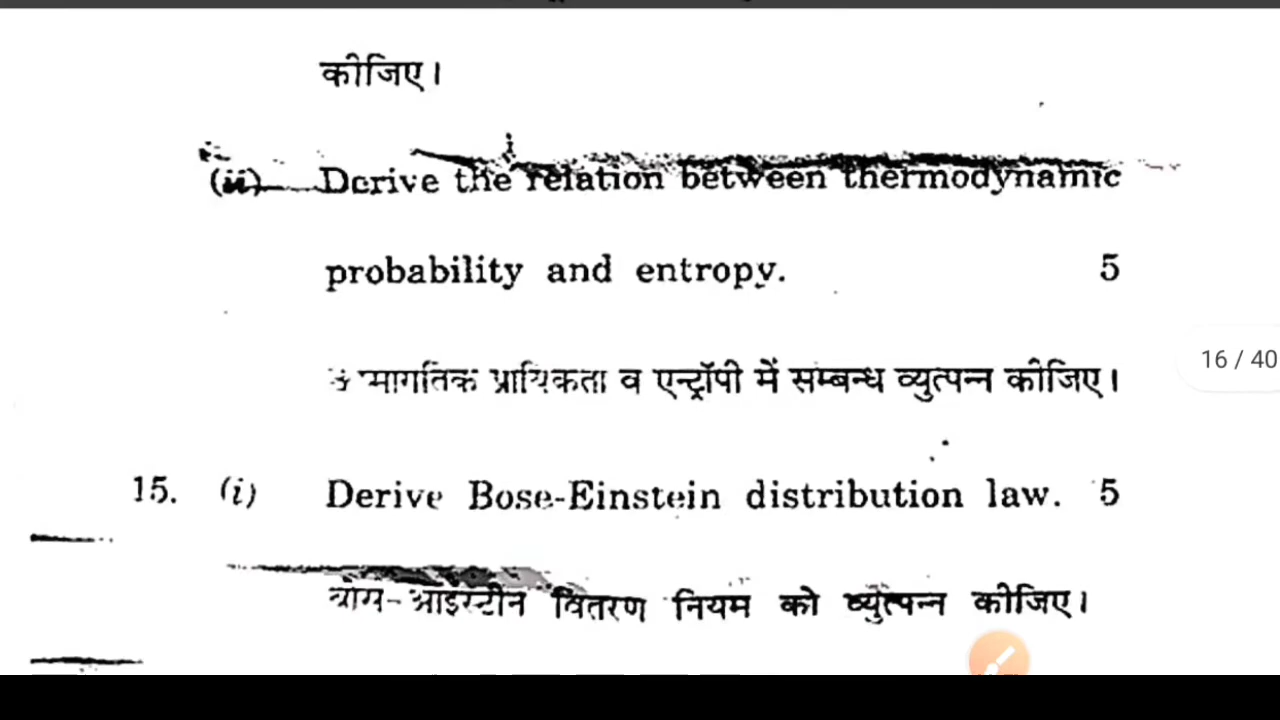 कीजिए।
(ii) Derive the relation between thermodynamic
probability and entropy. 5
प्रायिकता व एन्ट्रॉपी में सम्बन्ध व्युत्पन्न कीजिए।
16 / 40
15. (i) Derive Bose-Einstein distribution law. 5
बोस-आइंस्टीन वितरण नियम को व्युत्पन्न कीजिए।